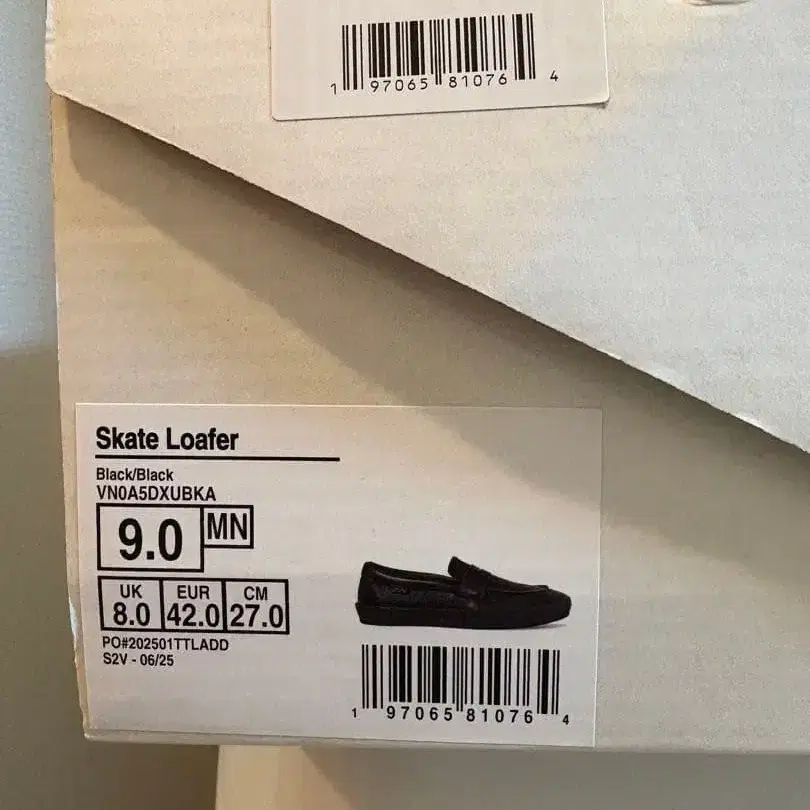 1 97065 81076 4
Skate Loafer
Black/Black
VN0A5DXUBKA
9.0 MN
UK EUR CM
8.0 42.0 27.0
PO#202501TTLADD
S2V - 06/25
1 97065 81076 4